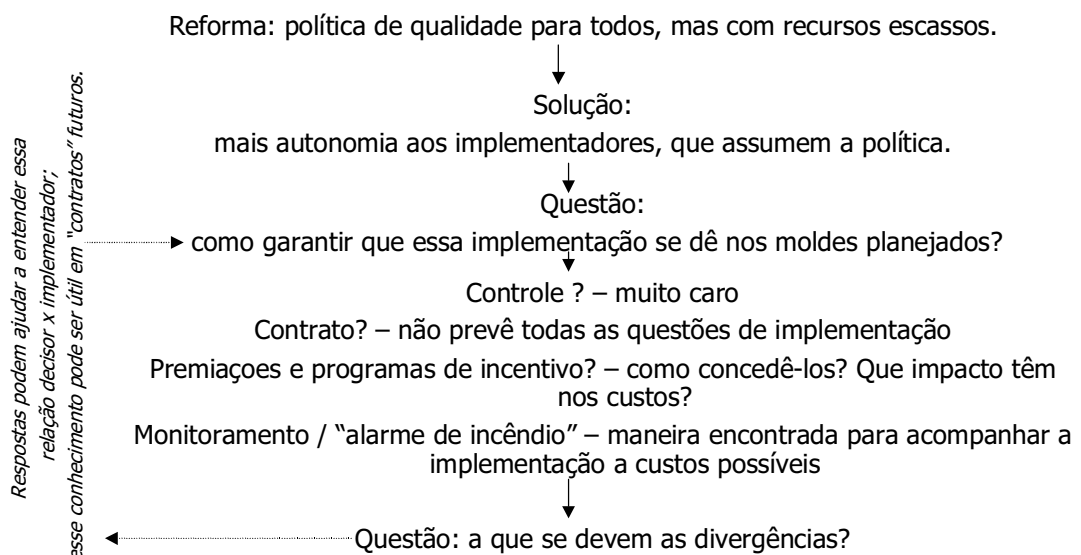 Reforma: política de qualidade para todos, mas com recursos escassos.
Solução:
mais autonomia aos implementadores, que assumem a política.
Questão:
como garantir que essa implementação se dê nos moldes planejados?
Controle ? – muito caro
Contrato? – não prevê todas as questões de implementação
Premiaçoes e programas de incentivo? – como concedê-los? Que impacto têm
nos custos?
Monitoramento / “alarme de incêndio” – maneira encontrada para acompanhar a
implementação a custos possíveis
Questão: a que se devem as divergências?
Respostas podem ajudar a entender essa
relação decisor x implementador;
esse conhecimento pode ser útil em “contratos” futuros.